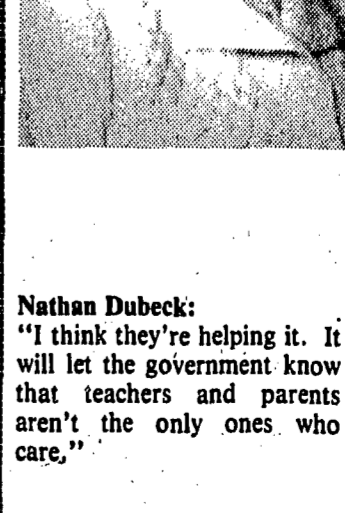 Nathan Dubeck:
"I think they're helping it. It
will let the government know
that teachers and parents
aren't the only ones who
care,"